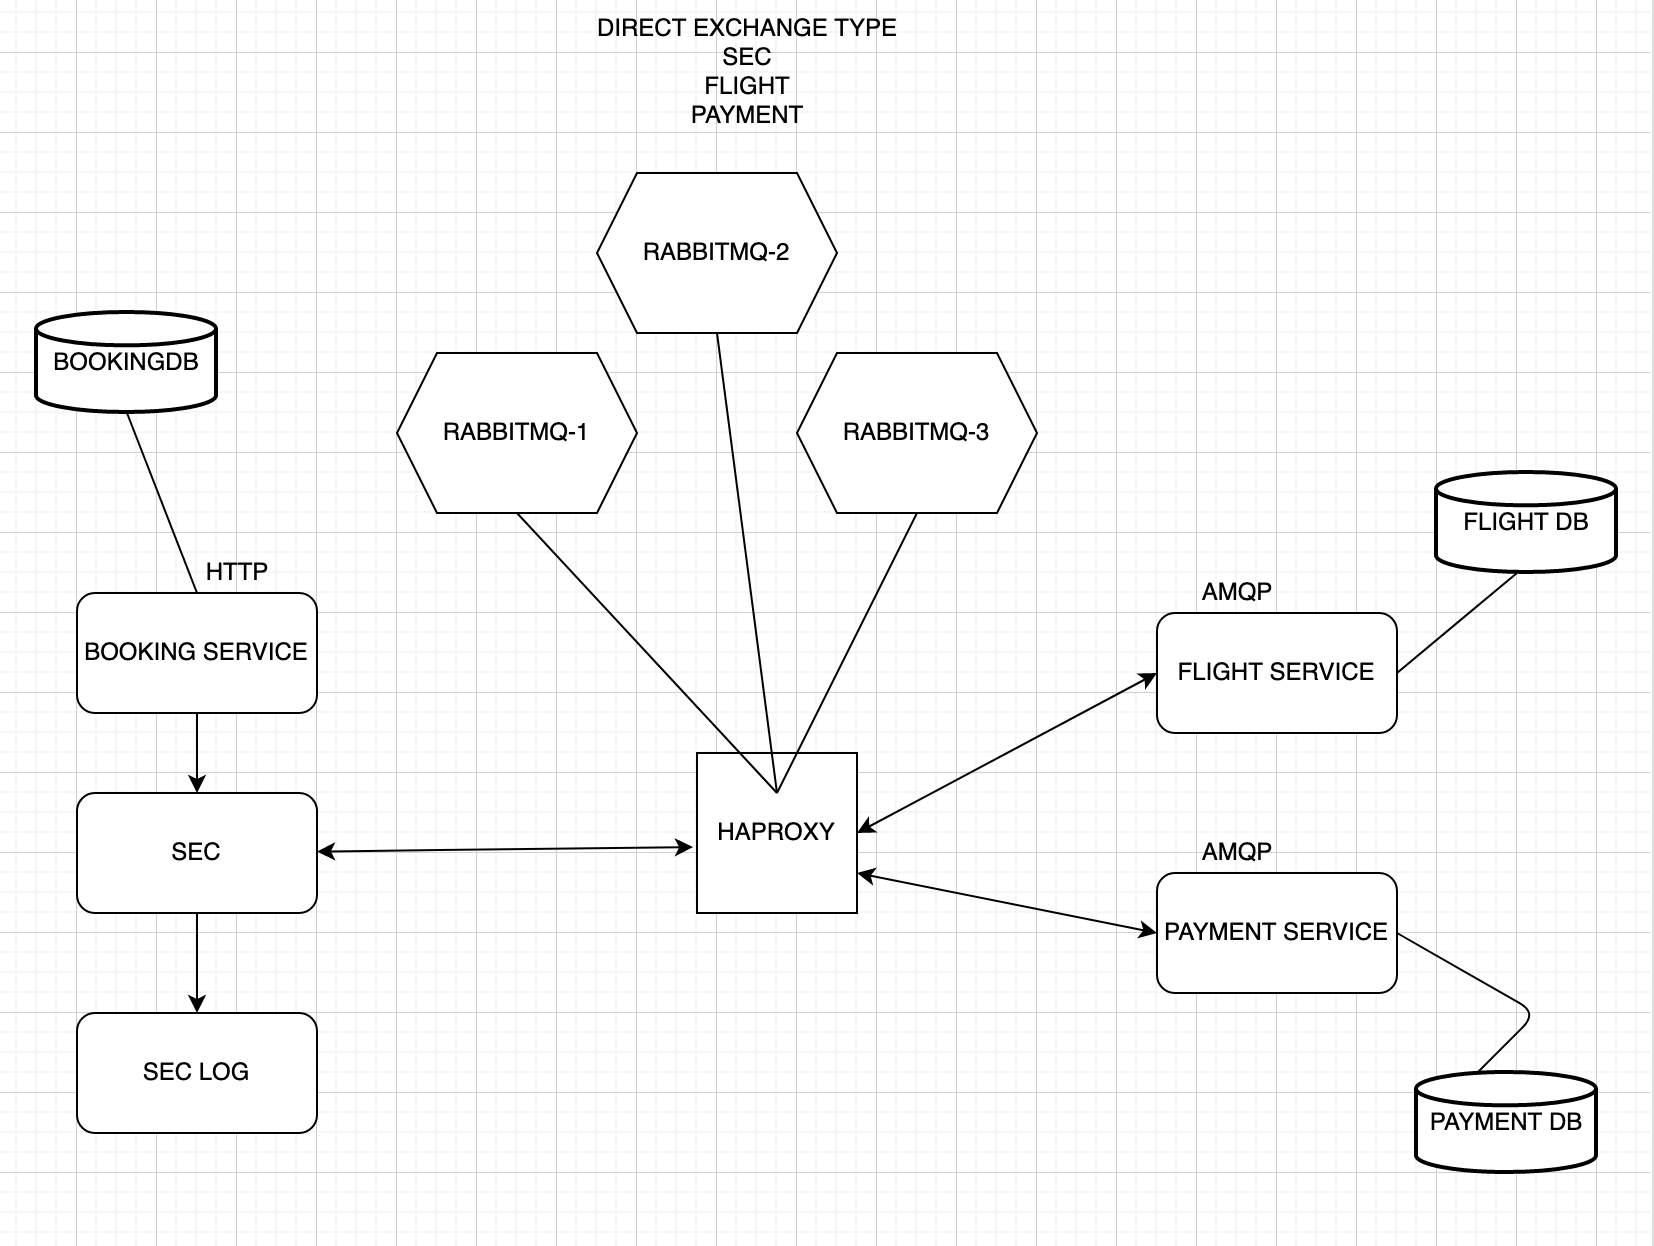 DIRECT EXCHANGE TYPE
SEC
FLIGHT
PAYMENT
RABBITMQ-2
BOOKINGDB
RABBITMQ-1
RABBITMQ-3
FLIGHT DB
HTTP
AMQP
BOOKING SERVICE
FLIGHT SERVICE
HAPROXY
SEC
AMQP
PAYMENT SERVICE
SEC LOG
PAYMENT DB